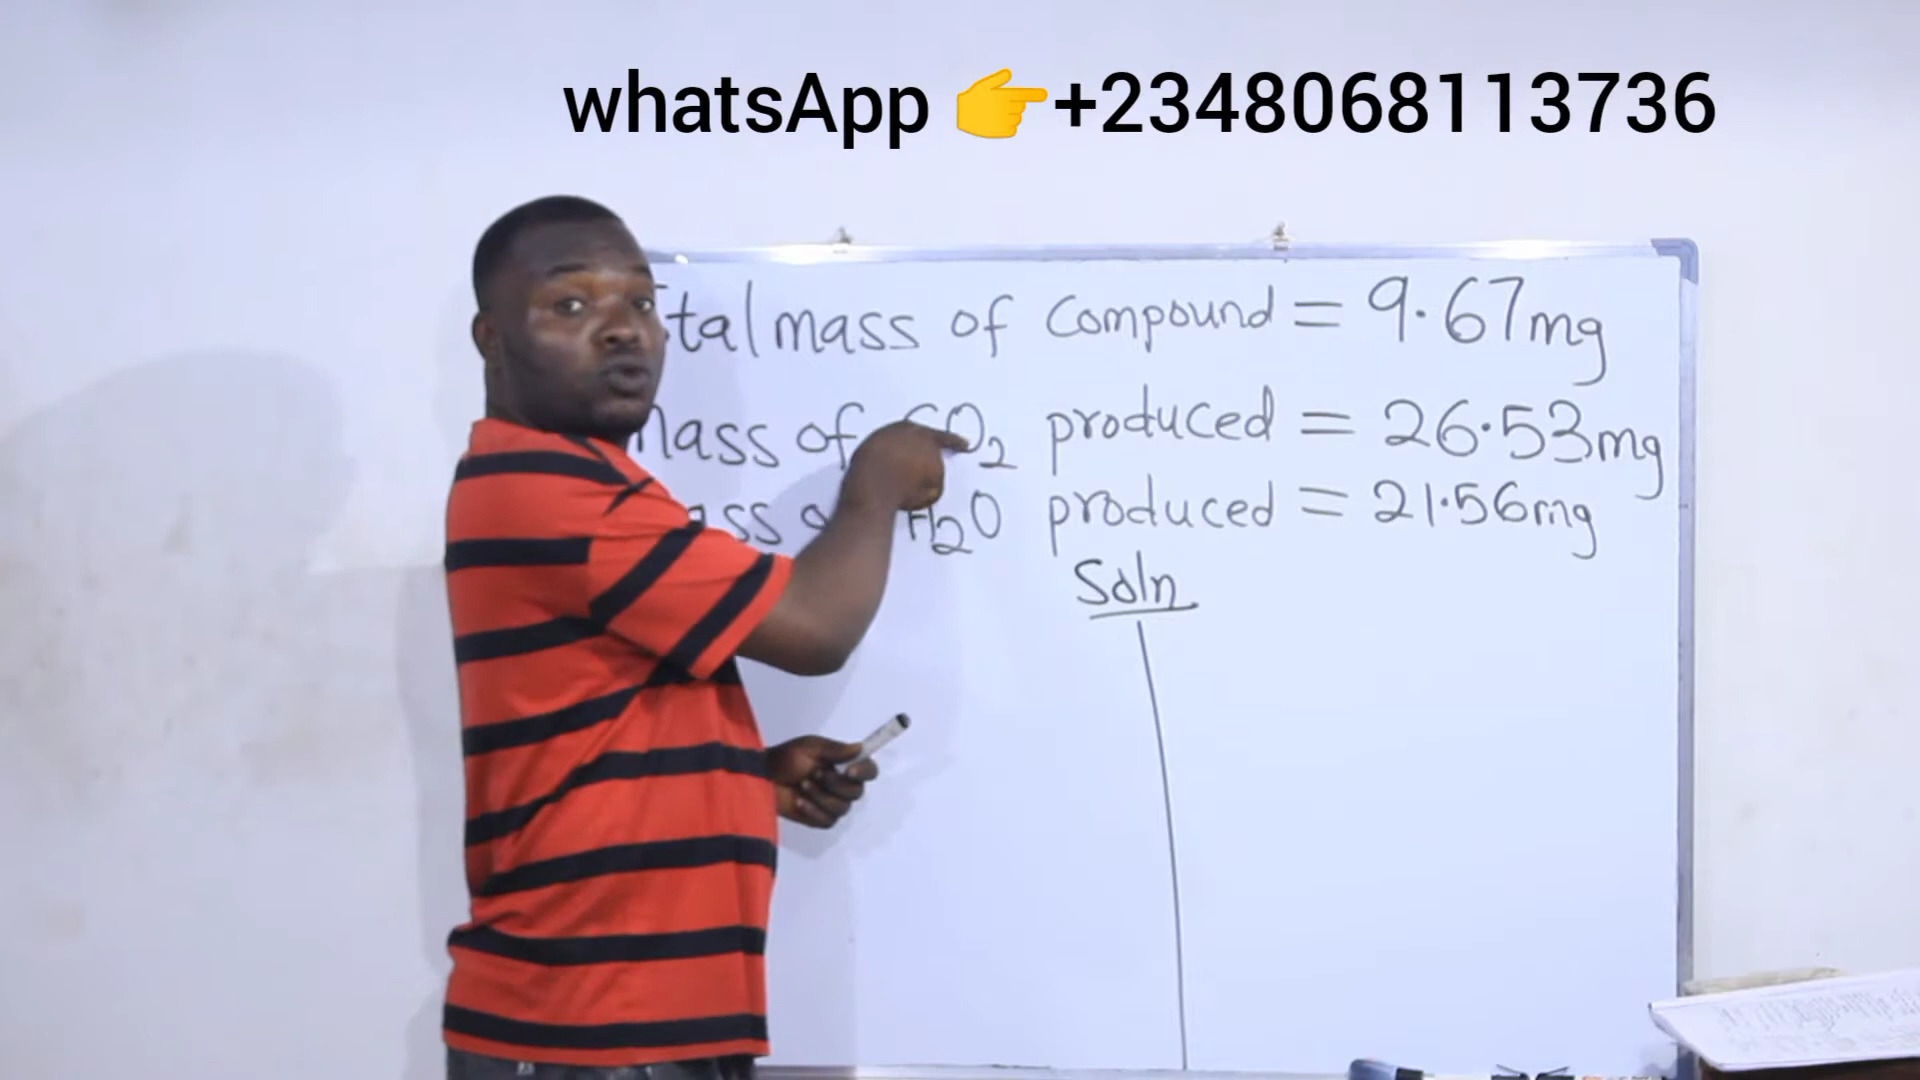 whatsApp 👉+2348068113736
tal mass of compound = 9.67mg
mass of CO₂ produced = 26.53mg
ass H₂O produced = 21.56mg
Soln